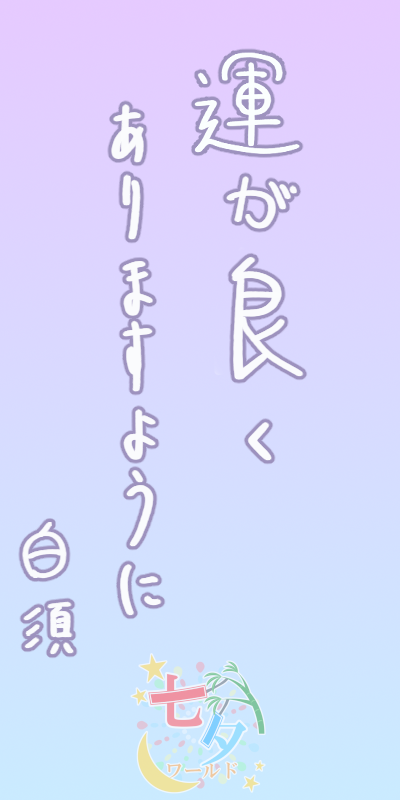 運が良く
ありますように
白須
七夕
ワールド